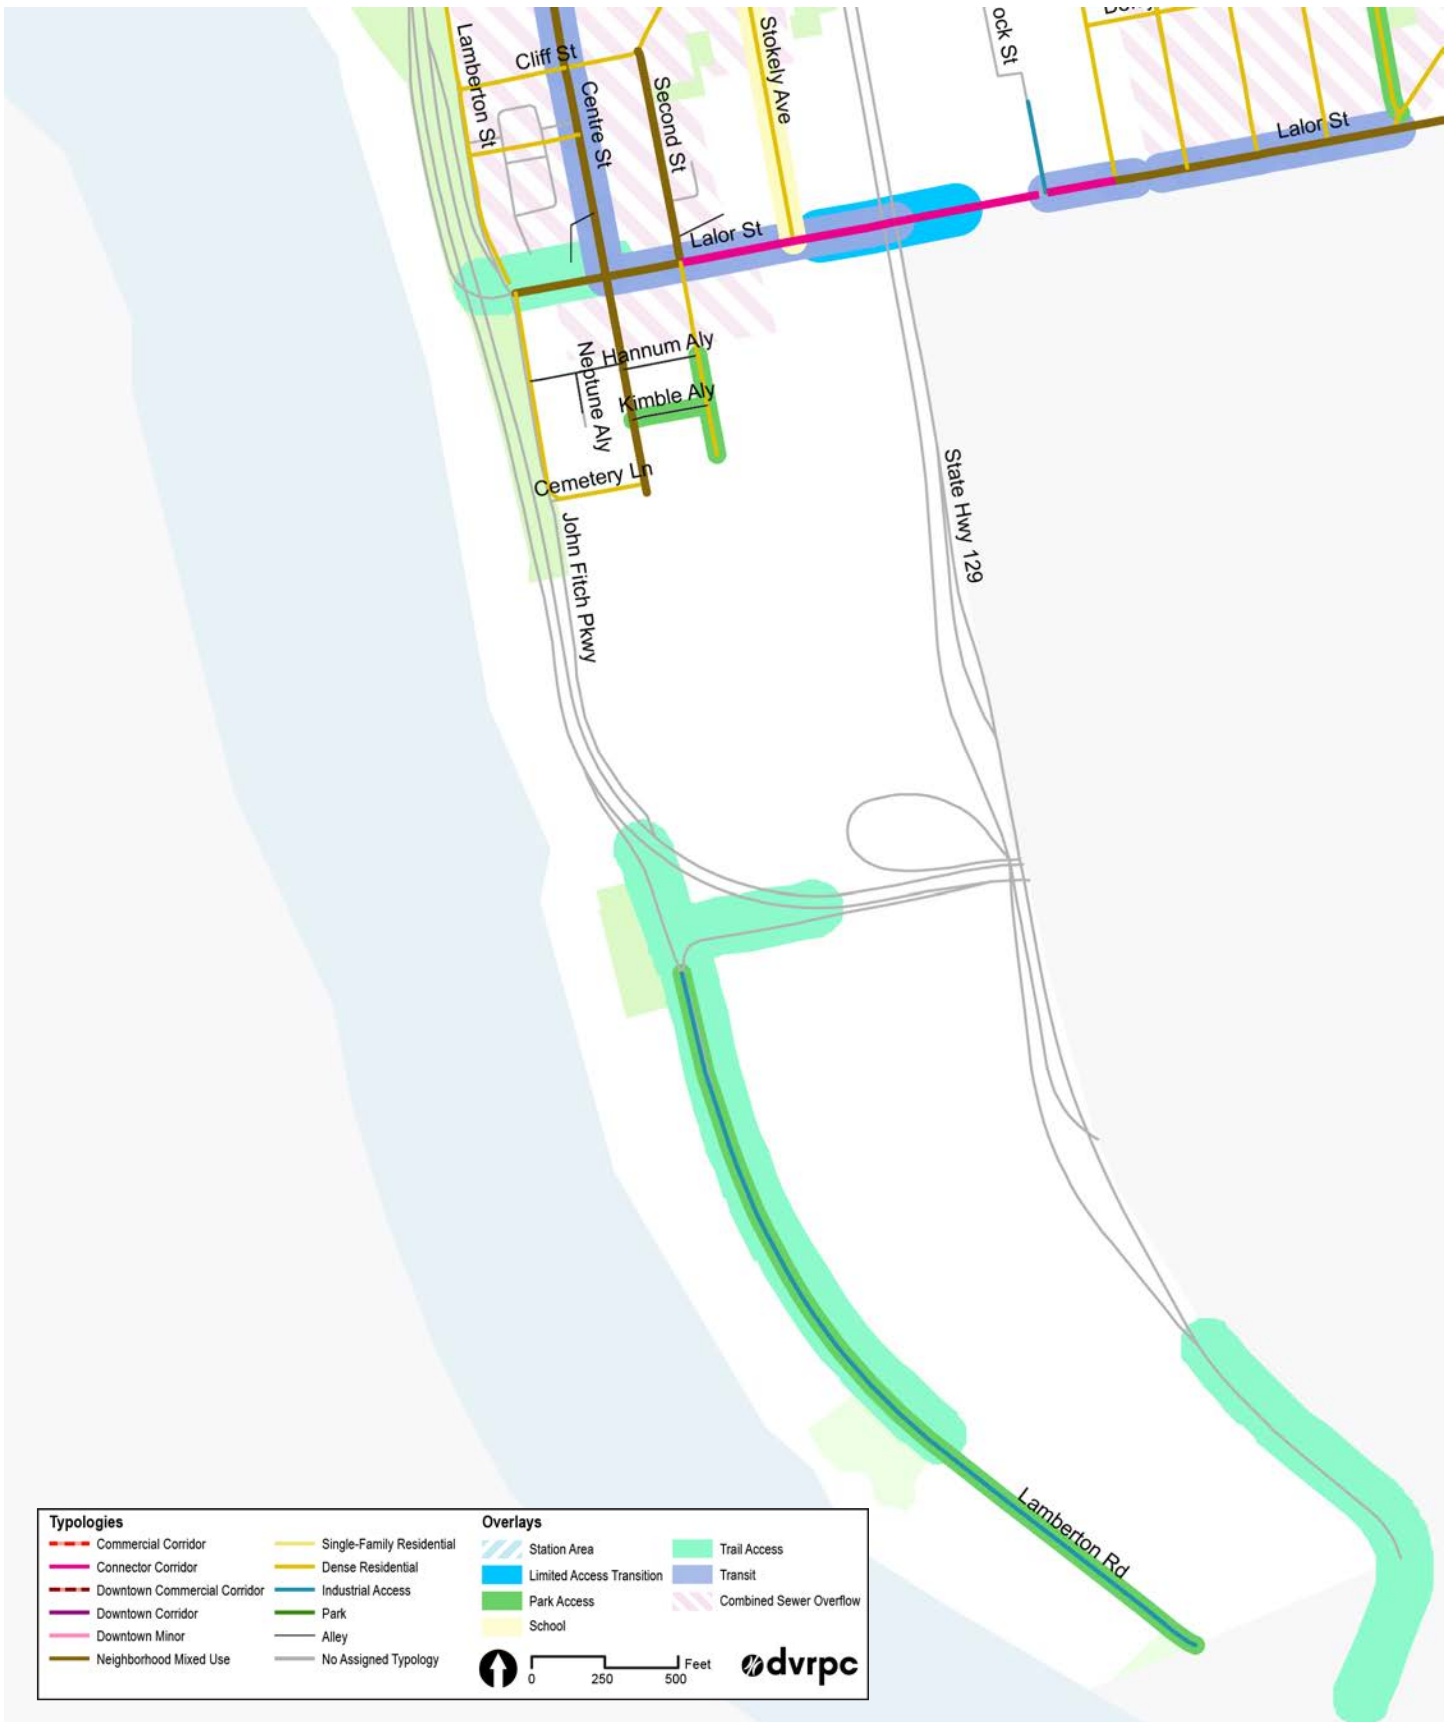 Lamberton St
Cliff St
Centre St
Second St
Stokely Ave
ock St
Lalor St
Lalor St
Hannum Aly
Neptune Aly
Kimble Aly
Cemetery Ln
John Fitch Pkwy
State Hwy 129
Lamberton Rd
Typologies
Commercial Corridor
Connector Corridor
Downtown Commercial Corridor
Downtown Corridor
Downtown Minor
Neighborhood Mixed Use
Single-Family Residential
Dense Residential
Industrial Access
Park
Alley
No Assigned Typology
Overlays
Station Area
Limited Access Transition
Park Access
School
Trail Access
Transit
Combined Sewer Overflow
0 250 500 Feet
dvrpc